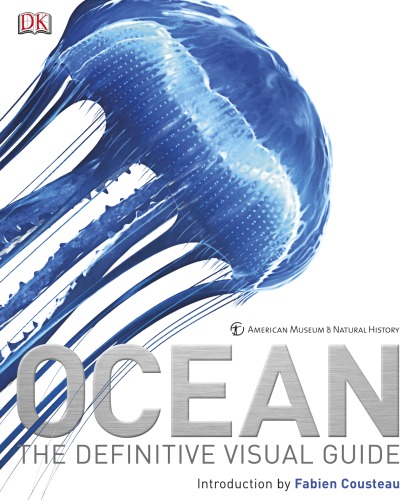 DK
AMERICAN MUSEUM & NATURAL HISTORY
OCEAN
THE DEFINITIVE VISUAL GUIDE
Introduction by Fabien Cousteau